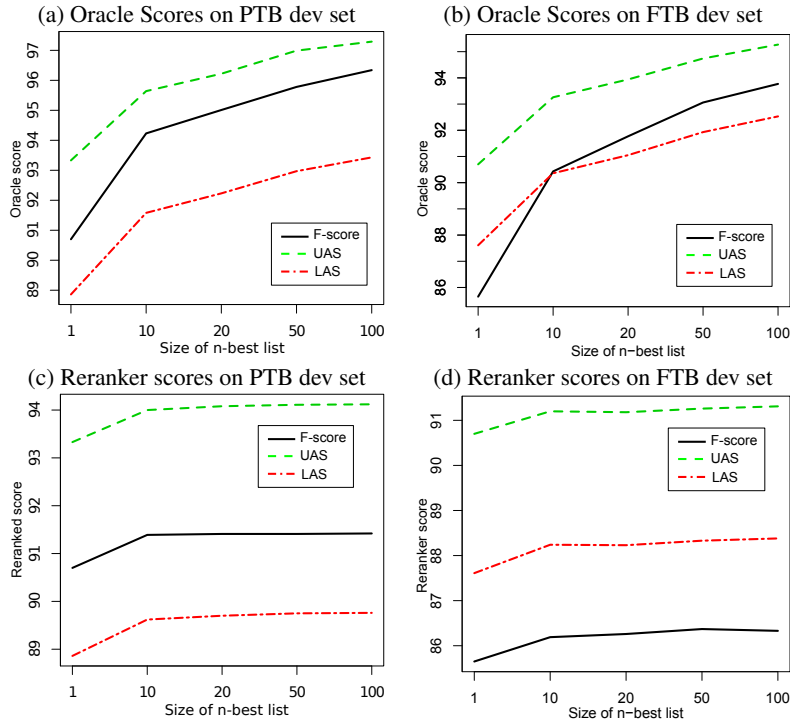 (a) Oracle Scores on PTB dev set
Oracle score
97
96
95
94
93
92
91
90
89
F-score
UAS
LAS
1 10 20 50 100
Size of n-best list
(b) Oracle Scores on FTB dev set
Oracle score
94
92
90
88
86
F-score
UAS
LAS
1 10 20 50 100
Size of n−best list
(c) Reranker scores on PTB dev set
Reranked score
94
93
92
91
90
89
F-score
UAS
LAS
1 10 20 50 100
Size of n-best list
(d) Reranker scores on FTB dev set
Reranker score
91
90
89
88
87
86
F-score
UAS
LAS
1 10 20 50 100
Size of n−best list